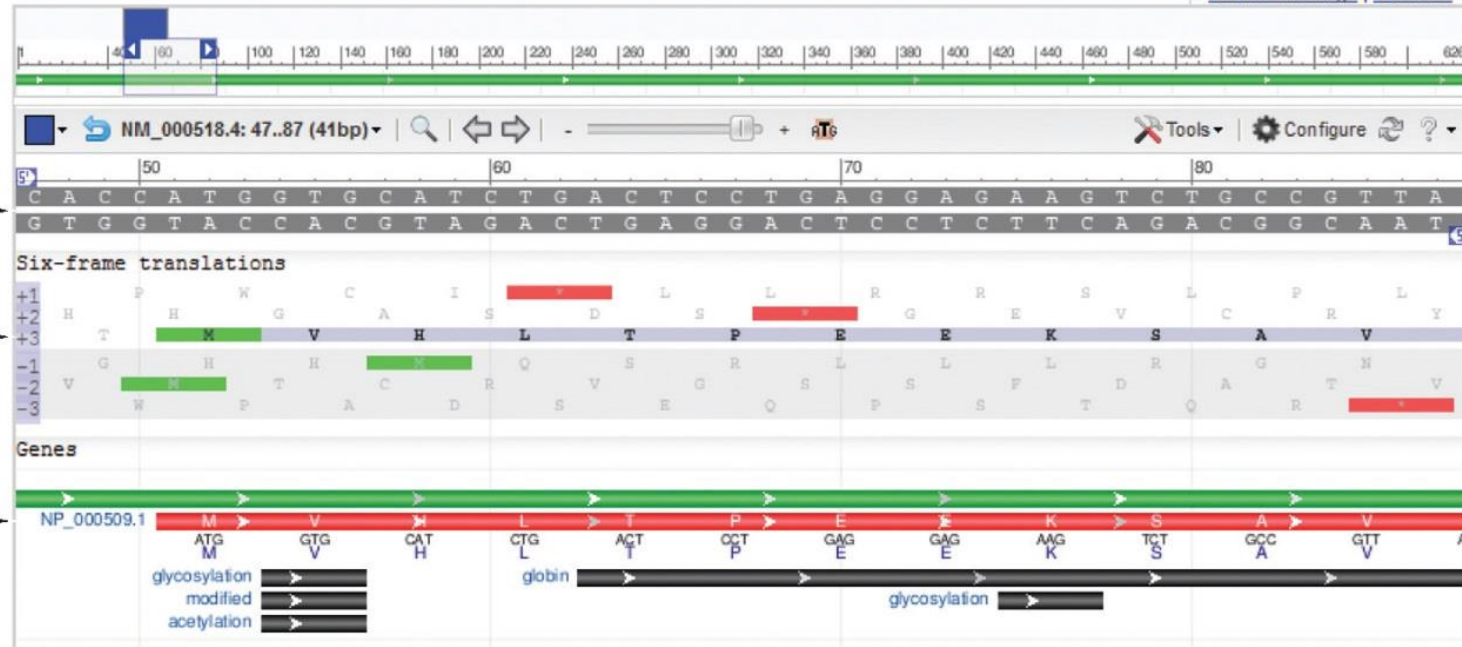 1 40 60 100 120 140 160 180 200 220 240 260 280 300 320 340 360 380 400 420 440 460 480 500 520 540 560 580
NM_000518.4: 47..87 (41bp) - + ATG Tools Configure ?
50 60 70 80
5'
C A C C A T G G T G C A T C T G A C T C C T G A G G A G A A G T C T G C C G T T A
G T G G T A C C A C G T A G A C T G A G G A C T C C T C T T C A G A C G G C A A T
Six-frame translations
+1 P W C I * L L R R S L P L
+2 H H G A S D S * G E V C R Y
+3 T M V H L T P E E K S A V
-1 G H H M Q S R L L L R G N
-2 V M T C R V G S S F D A T V
-3 W P A D S E Q P S T Q R *
Genes
NP_000509.1 M V H L T P E E K S A V
ATG GTG CAT CTG ACT CCT GAG GAG AAG TCT GCC GTT
M V H L T P E E K S A V
glycosylation globin
modified glycosylation
acetylation